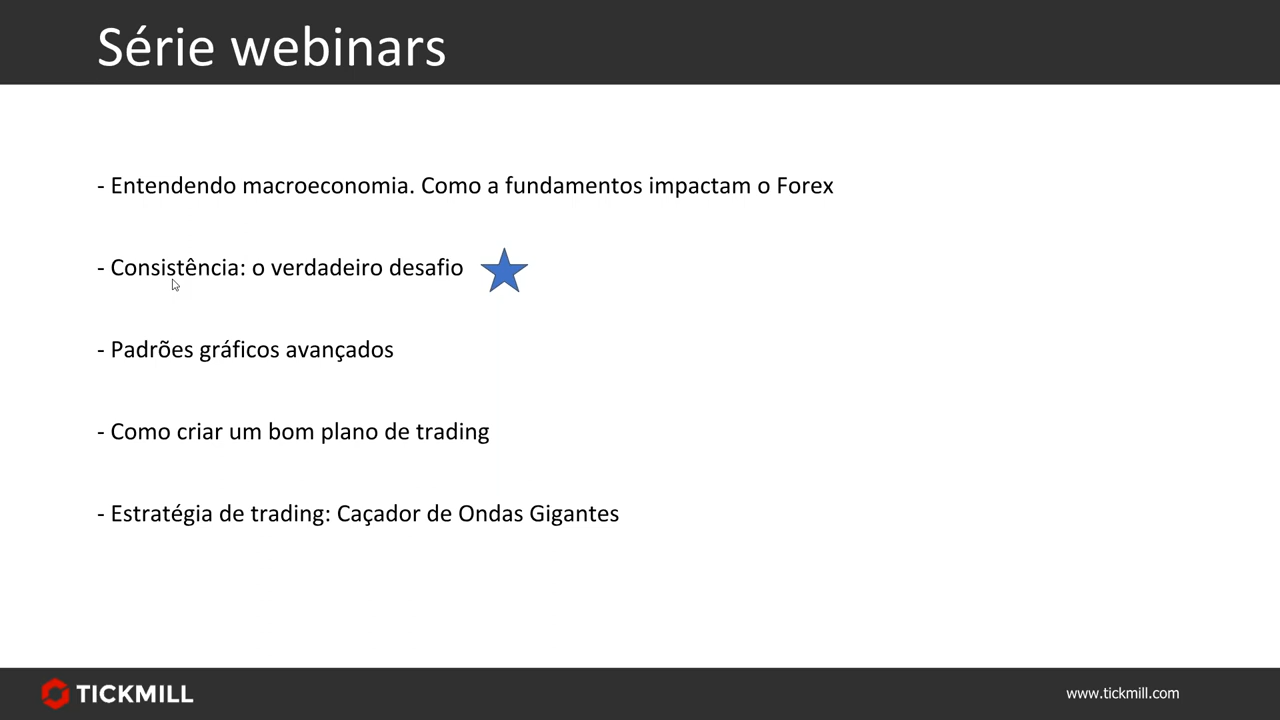 Série webinars
- Entendendo macroeconomia. Como a fundamentos impactam o Forex
- Consistência: o verdadeiro desafio
- Padrões gráficos avançados
- Como criar um bom plano de trading
- Estratégia de trading: Caçador de Ondas Gigantes
TICKMILL
www.tickmill.com